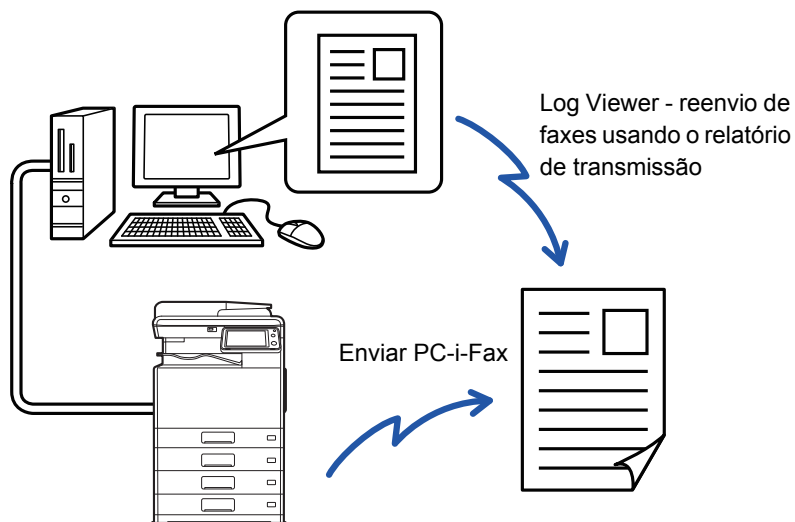 Log Viewer - reenvio de
faxes usando o relatório
de transmissão
Enviar PC-i-Fax